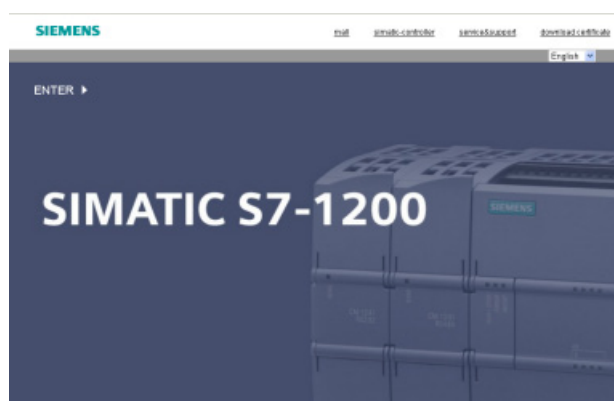 SIEMENS
mall simatic-controller service&support download certificate
English
ENTER
SIMATIC S7-1200
SIEMENS